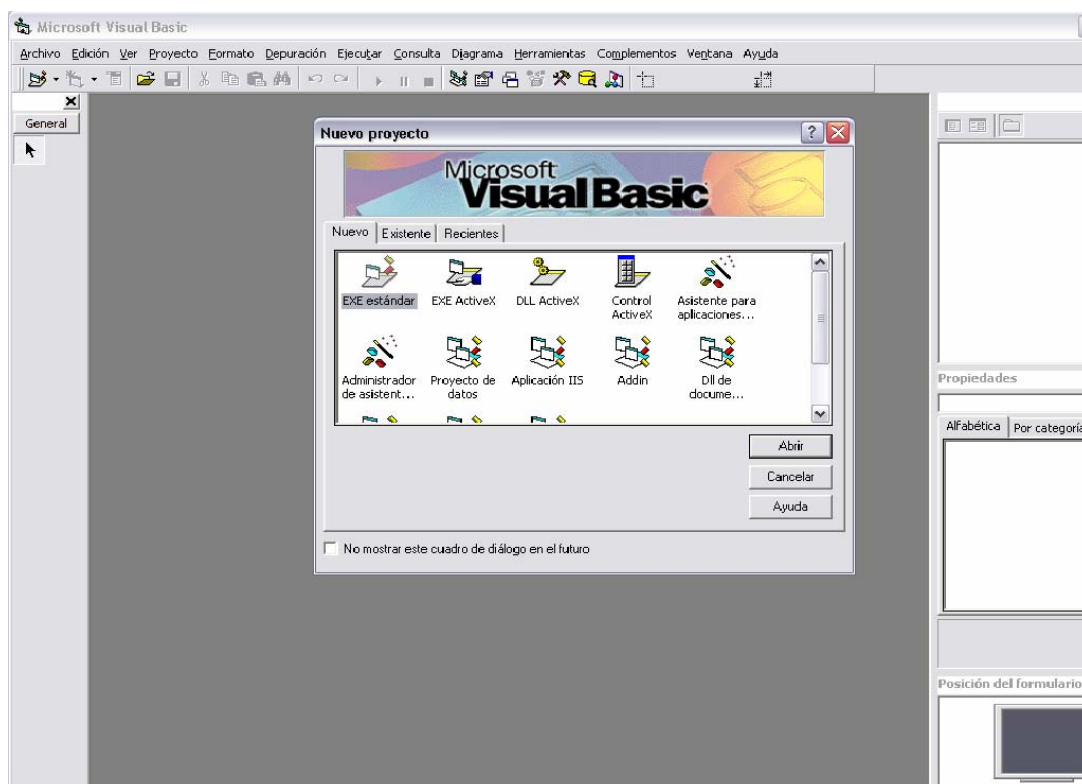 Microsoft Visual Basic
Archivo Edición Ver Proyecto Formato Depuración Ejecutar Consulta Diagrama Herramientas Complementos Ventana Ayuda
General
Nuevo proyecto
Microsoft
Visual Basic
Nuevo Existente Recientes
EXE estándar EXE ActiveX DLL ActiveX Control Asistente para
ActiveX aplicaciones...
Administrador Proyecto de Aplicación IIS Addin Dll de
de asistent... datos docume...
Abrir
Cancelar
Ayuda
No mostrar este cuadro de diálogo en el futuro
Propiedades
Alfabética Por categoría
Posición del formulario